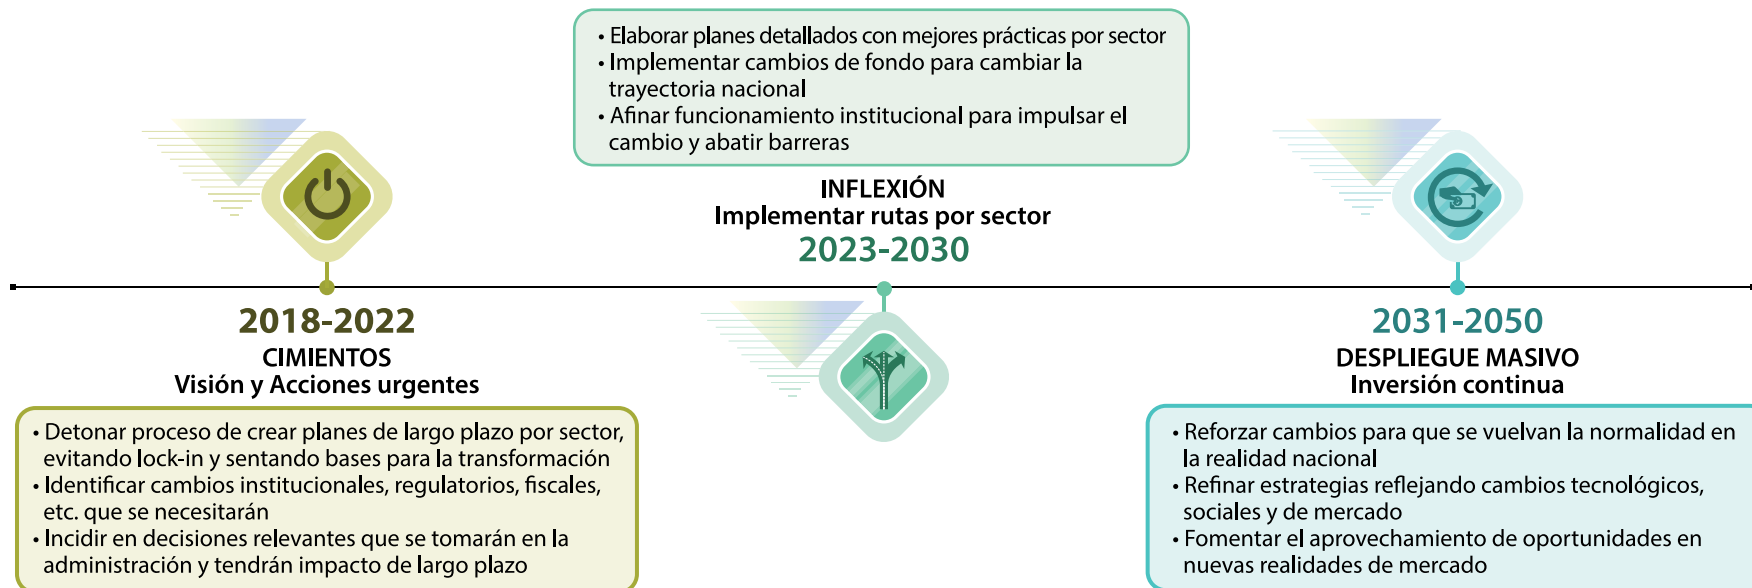 2018-2022
CIMIENTOS
Visión y Acciones urgentes
• Detonar proceso de crear planes de largo plazo por sector,
evitando lock-in y sentando bases para la transformación
• Identificar cambios institucionales, regulatorios, fiscales,
etc. que se necesitarán
• Incidir en decisiones relevantes que se tomarán en la
administración y tendrán impacto de largo plazo
• Elaborar planes detallados con mejores prácticas por sector
• Implementar cambios de fondo para cambiar la
trayectoria nacional
• Afinar funcionamiento institucional para impulsar el
cambio y abatir barreras
INFLEXIÓN
Implementar rutas por sector
2023-2030
2031-2050
DESPLIEGUE MASIVO
Inversión continua
• Reforzar cambios para que se vuelvan la normalidad en
la realidad nacional
• Refinar estrategias reflejando cambios tecnológicos,
sociales y de mercado
• Fomentar el aprovechamiento de oportunidades en
nuevas realidades de mercado